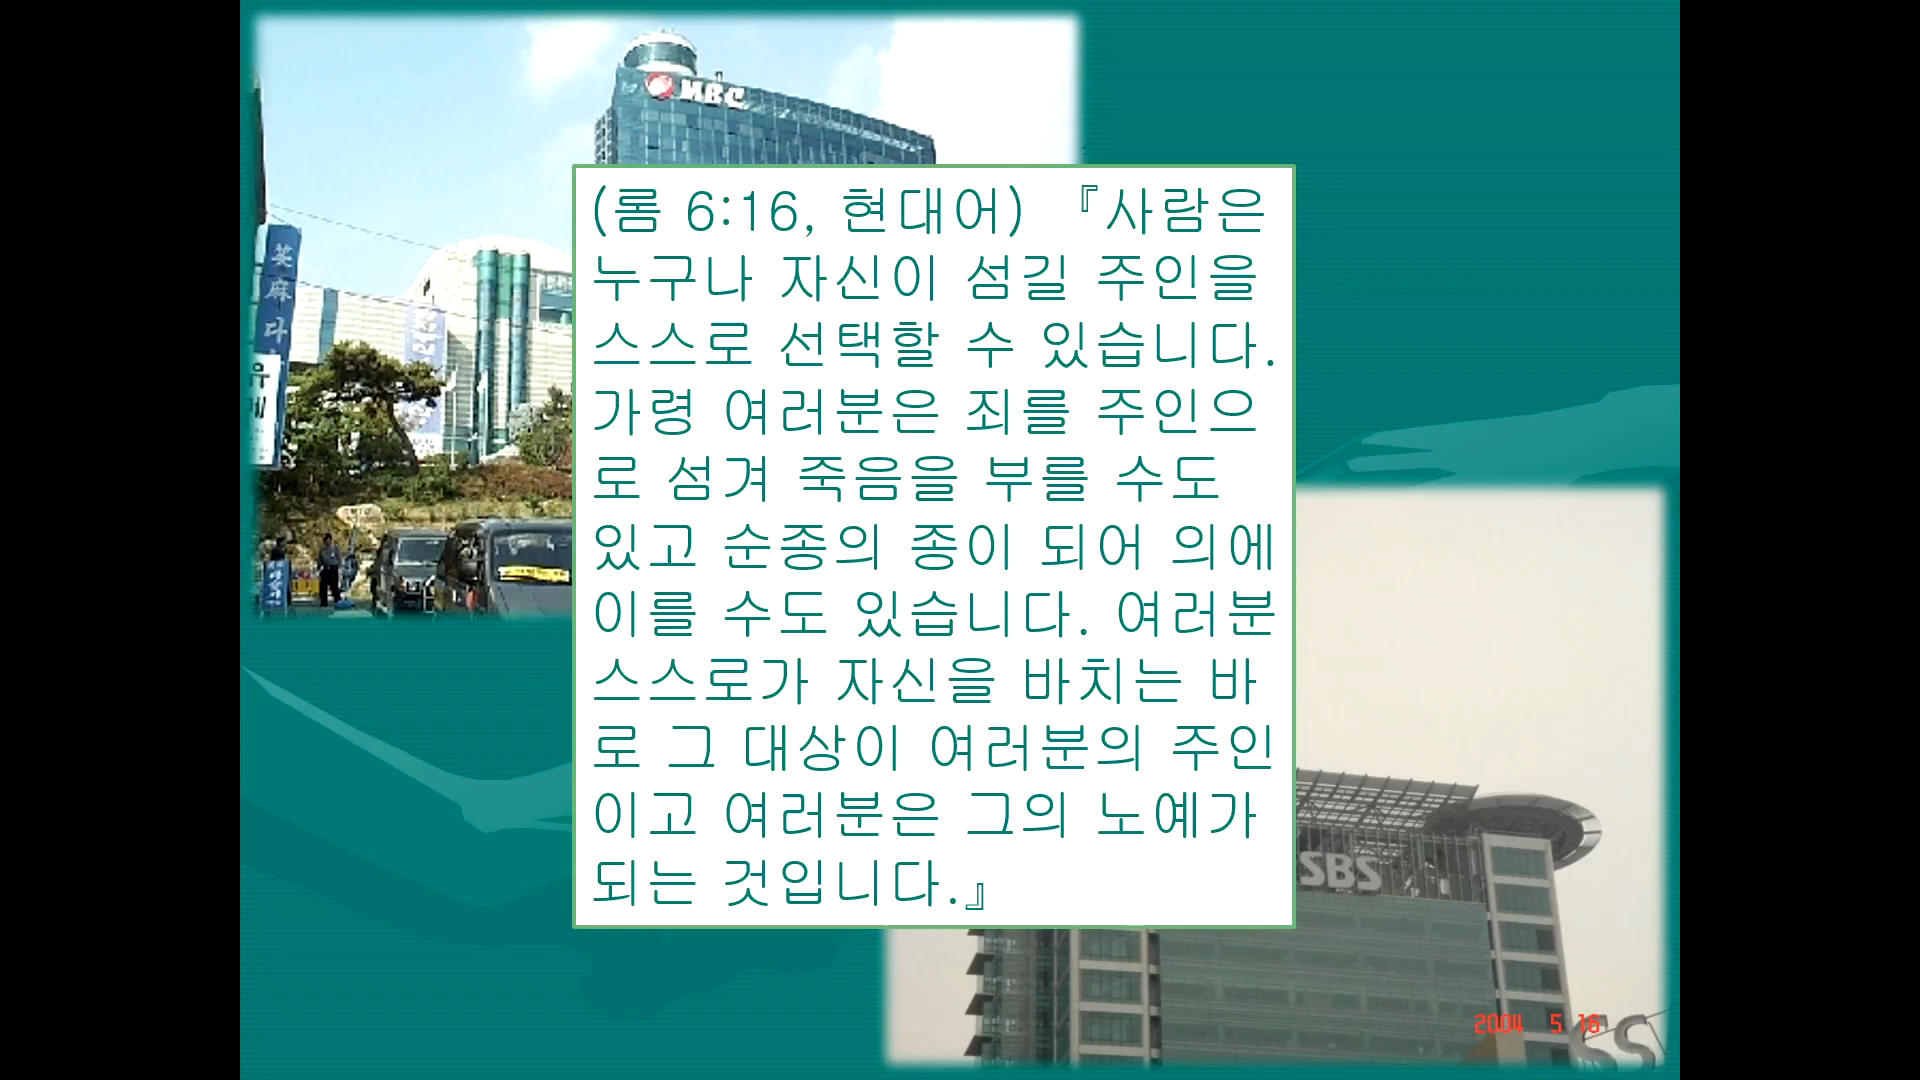 MBC
笑
麻
다
(롬 6:16, 현대어) 『사람은
누구나 자신이 섬길 주인을
스스로 선택할 수 있습니다.
가령 여러분은 죄를 주인으
로 섬겨 죽음을 부를 수도
있고 순종의 종이 되어 의에
이를 수도 있습니다. 여러분
스스로가 자신을 바치는 바
로 그 대상이 여러분의 주인
이고 여러분은 그의 노예가
되는 것입니다.』
SBS
2004 5 16